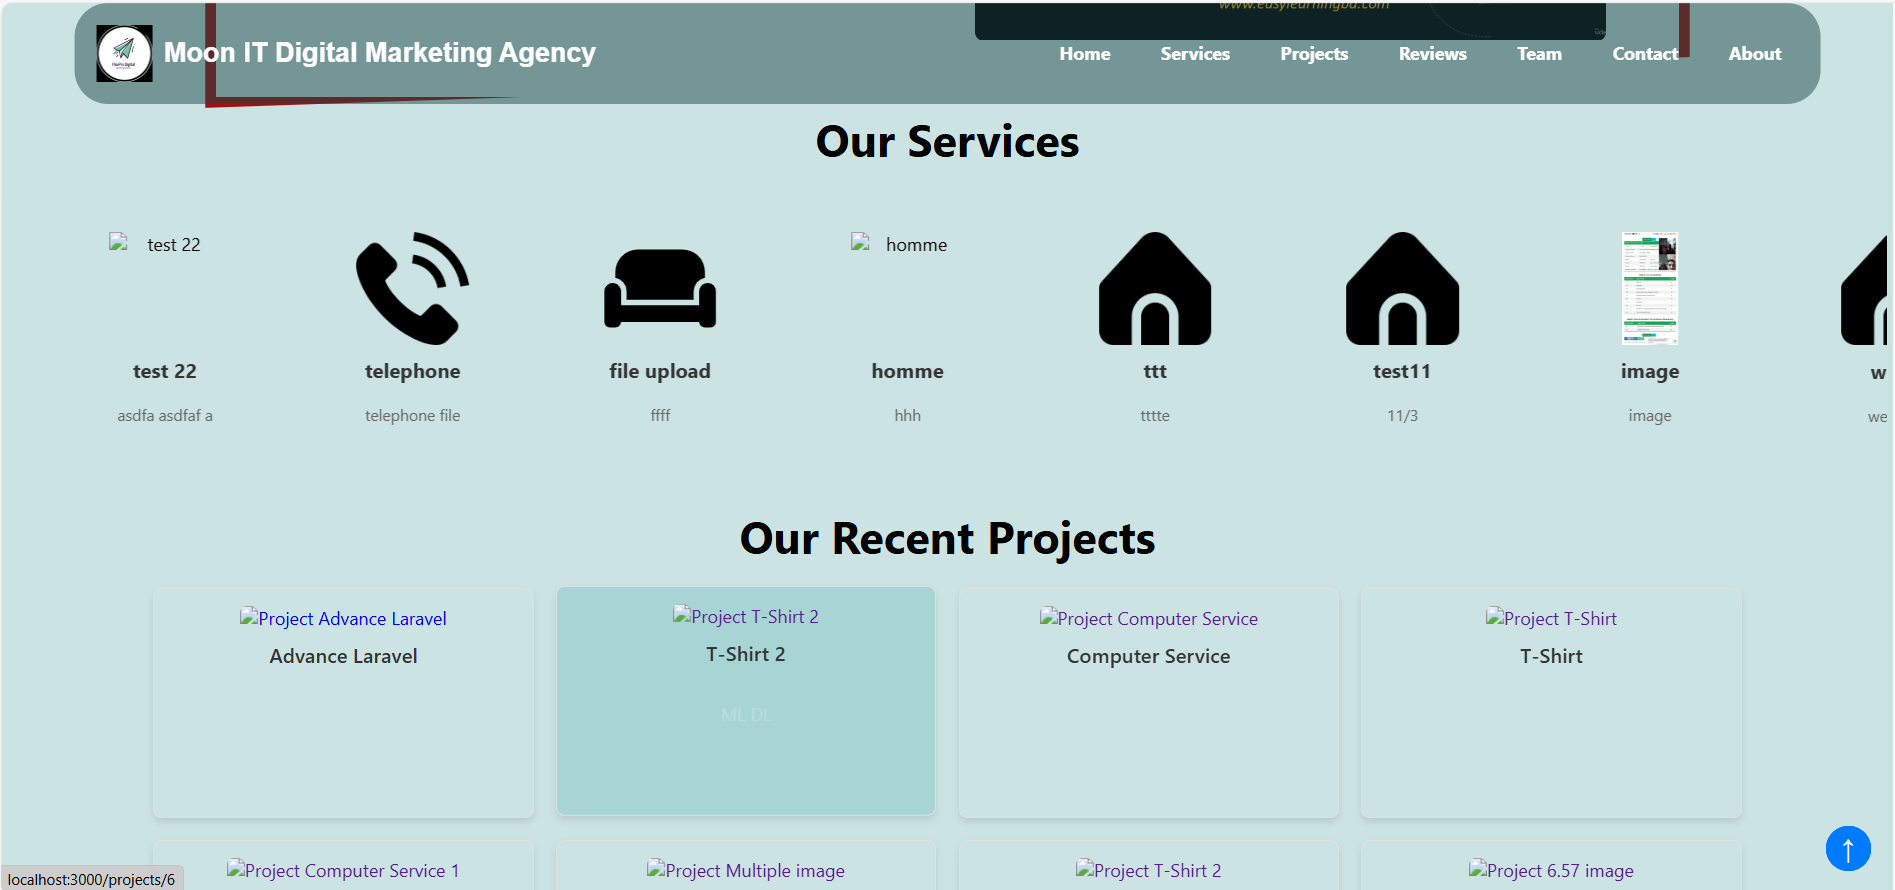 www.easylearningbd.com
Moon IT Digital Marketing Agency
Home Services Projects Reviews Team Contact About
Our Services
test 22 homme
test 22 telephone file upload homme ttt test11 image w
asdfa asdfaf a telephone file ffff hhh tttte 11/3 image we
Our Recent Projects
Project Advance Laravel Project T-Shirt 2 Project Computer Service Project T-Shirt
Advance Laravel T-Shirt 2 Computer Service T-Shirt
ML DL
Project Computer Service 1 Project Multiple image Project T-Shirt 2 Project 6.57 image
localhost:3000/projects/6